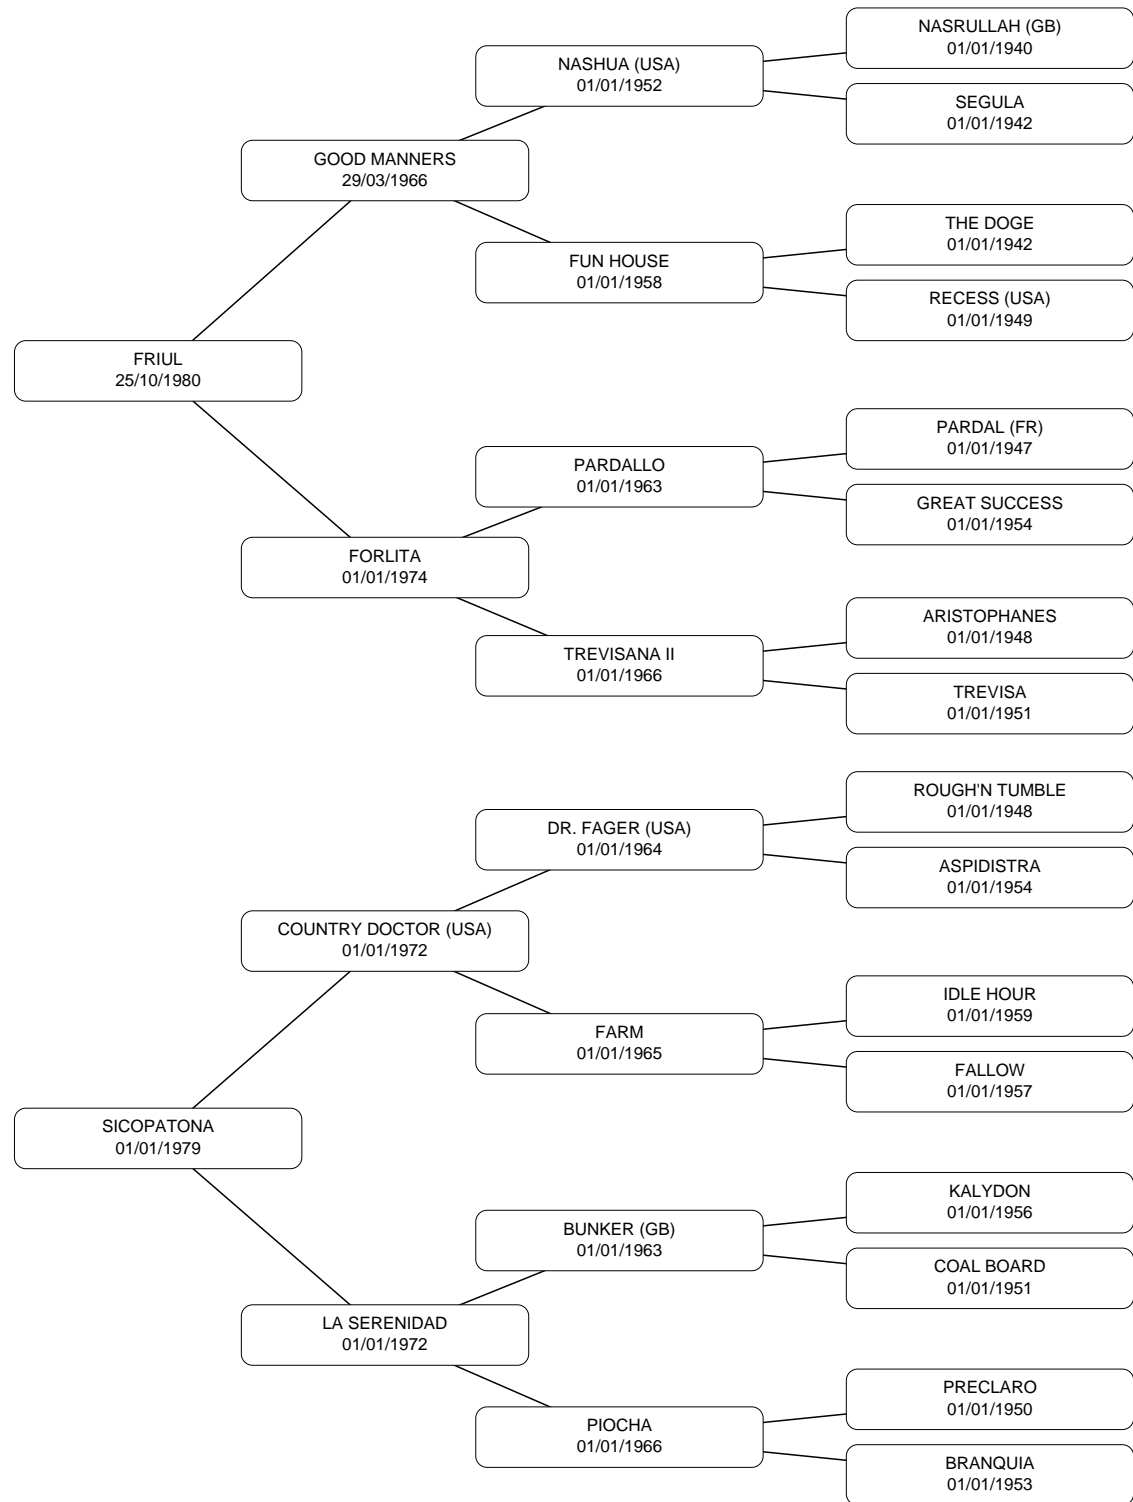 NASRULLAH (GB)
01/01/1940
NASHUA (USA)
01/01/1952
SEGULA
01/01/1942
GOOD MANNERS
29/03/1966
THE DOGE
01/01/1942
FUN HOUSE
01/01/1958
RECESS (USA)
01/01/1949
FRIUL
25/10/1980
PARDAL (FR)
01/01/1947
PARDALLO
01/01/1963
GREAT SUCCESS
01/01/1954
FORLITA
01/01/1974
ARISTOPHANES
01/01/1948
TREVISANA II
01/01/1966
TREVISA
01/01/1951
ROUGH'N TUMBLE
01/01/1948
DR. FAGER (USA)
01/01/1964
ASPIDISTRA
01/01/1954
COUNTRY DOCTOR (USA)
01/01/1972
IDLE HOUR
01/01/1959
FARM
01/01/1965
FALLOW
01/01/1957
SICOPATONA
01/01/1979
KALYDON
01/01/1956
BUNKER (GB)
01/01/1963
COAL BOARD
01/01/1951
LA SERENIDAD
01/01/1972
PRECLARO
01/01/1950
PIOCHA
01/01/1966
BRANQUIA
01/01/1953